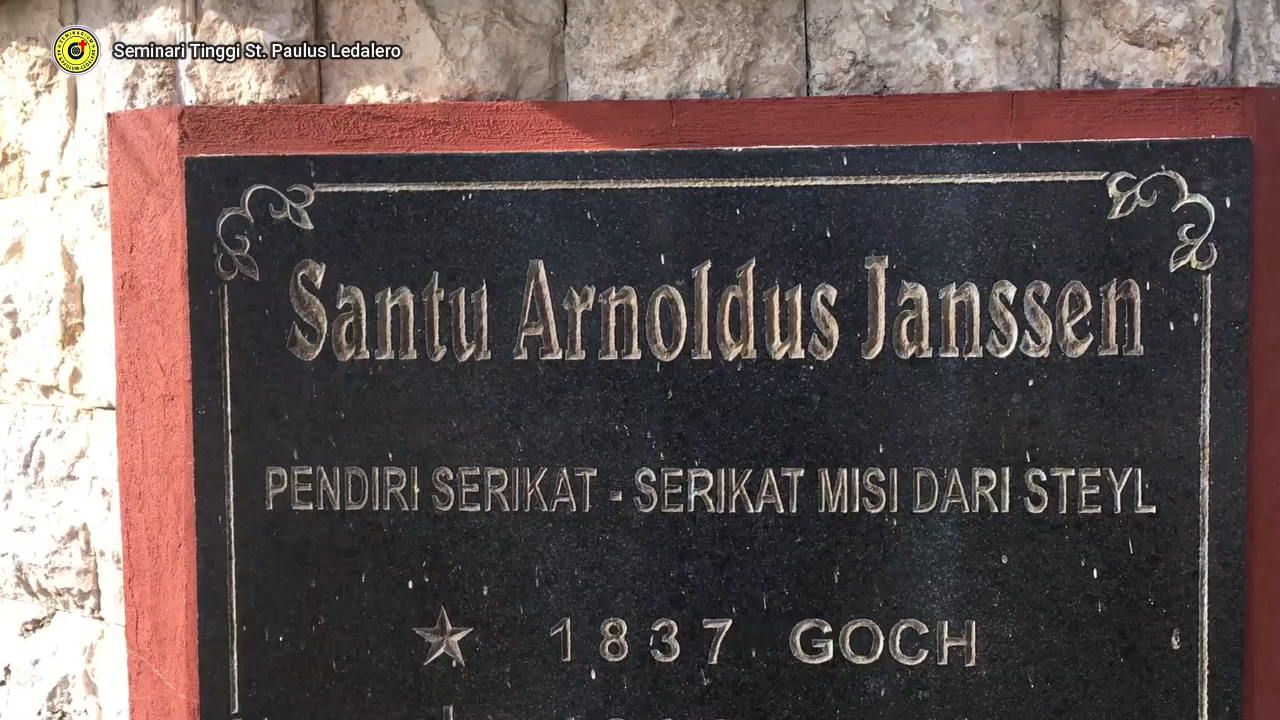 Seminari Tinggi St. Paulus Ledalero
Santu Arnoldus Janssen
PENDIRI SERIKAT - SERIKAT MISI DARI STEYL
1837 GOCH